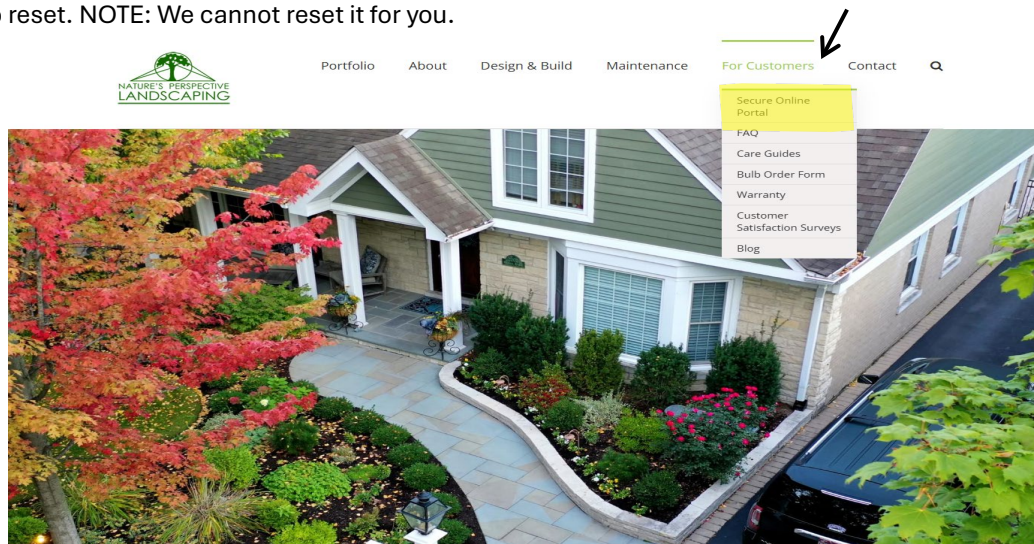 reset. NOTE: We cannot reset it for you.
NATURE'S PERSPECTIVE
LANDSCAPING
Portfolio About Design & Build Maintenance For Customers Contact
Secure Online
Portal
FAQ
Care Guides
Bulb Order Form
Warranty
Customer
Satisfaction Surveys
Blog